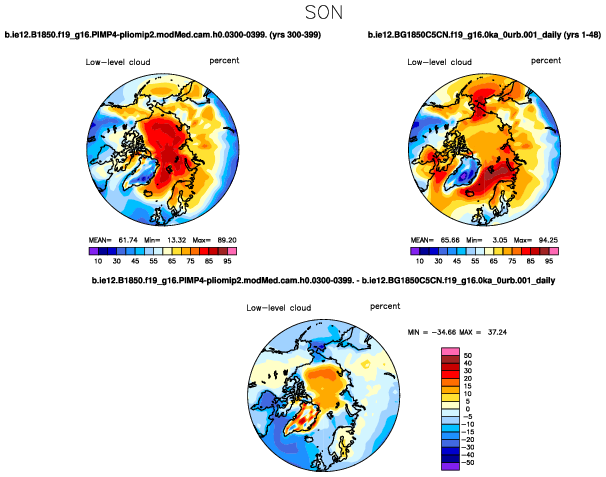 SON
b.ie12.B1850.f19_g16.PIMP4-pliomip2.modMed.cam.h0.0300-0399. (yrs 300-399)
b.ie12.BG1850C5CN.f19_g16.0ka_0urb.001_daily (yrs 1-48)
Low-level cloud percent
Low-level cloud percent
MEAN= 61.74 Min= 13.32 Max= 89.20
MEAN= 65.66 Min= 3.05 Max= 94.25
10 30 45 55 65 75 85 95
10 30 45 55 65 75 85 95
b.ie12.B1850.f19_g16.PIMP4-pliomip2.modMed.cam.h0.0300-0399. - b.ie12.BG1850C5CN.f19_g16.0ka_0urb.001_daily
Low-level cloud percent
MIN = -34.66 MAX = 37.24
50
40
30
20
15
10
5
0
-5
-10
-15
-20
-30
-40
-50